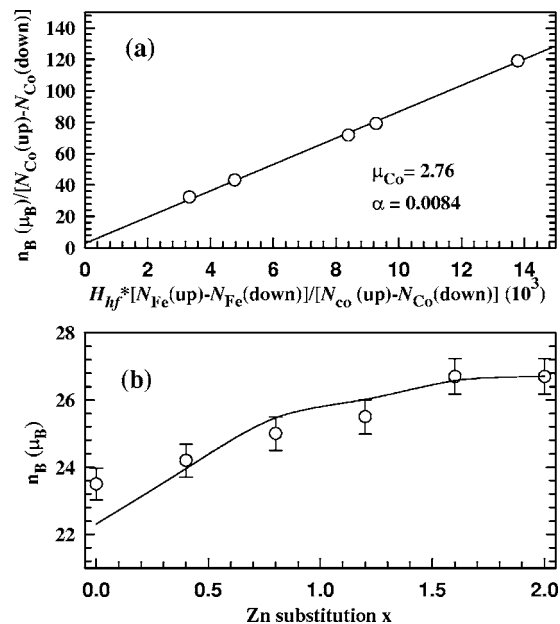 n_B (μ_B)/[N_Co(up)-N_Co(down)]
140
120
100
80
60
40
20
0
(a)
μ_Co= 2.76
α = 0.0084
0 2 4 6 8 10 12 14
H_hf*[N_Fe(up)-N_Fe(down)]/[N_co (up)-N_Co(down)] (10^3)
n_B (μ_B)
28
26
24
22
(b)
0.0 0.5 1.0 1.5 2.0
Zn substitution x